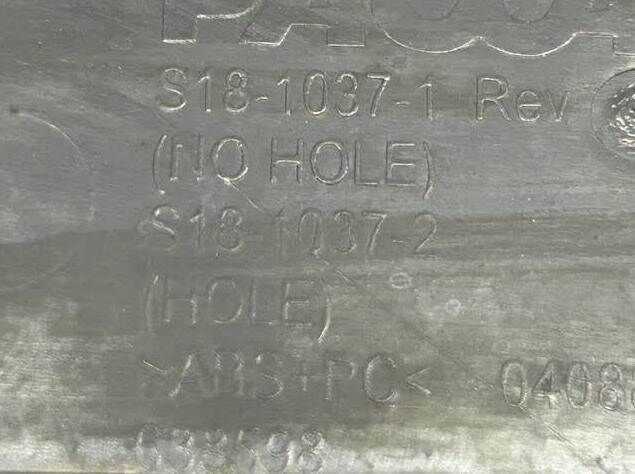 S18-1037-1 Rev
(NO HOLE)
S18-1037-2
(HOLE)
>ABS+PC<